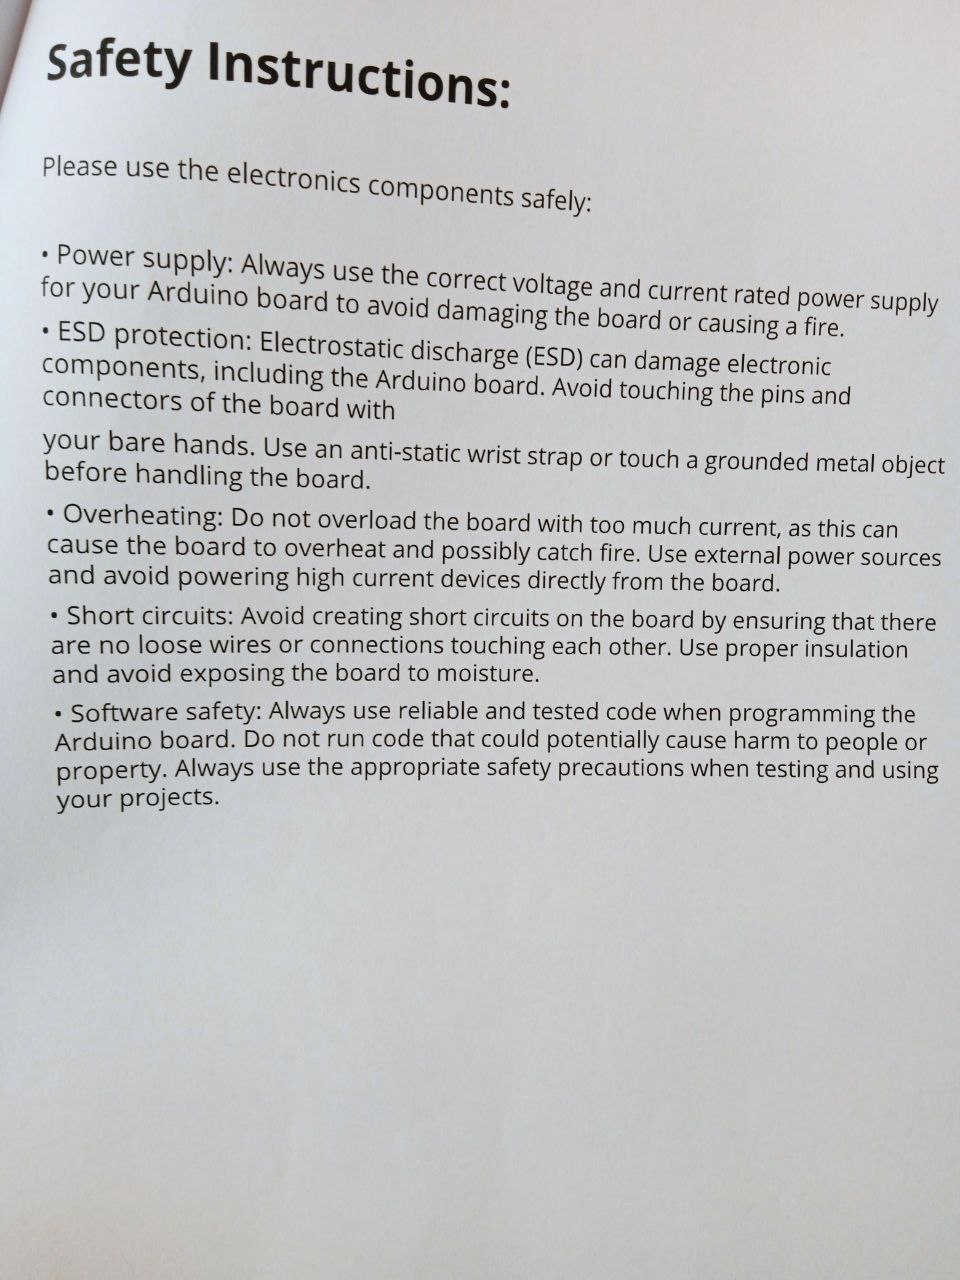 Safety Instructions:
Please use the electronics components safely:
• Power supply: Always use the correct voltage and current rated power supply
for your Arduino board to avoid damaging the board or causing a fire.
• ESD protection: Electrostatic discharge (ESD) can damage electronic
components, including the Arduino board. Avoid touching the pins and
connectors of the board with
your bare hands. Use an anti-static wrist strap or touch a grounded metal object
before handling the board.
• Overheating: Do not overload the board with too much current, as this can
cause the board to overheat and possibly catch fire. Use external power sources
and avoid powering high current devices directly from the board.
• Short circuits: Avoid creating short circuits on the board by ensuring that there
are no loose wires or connections touching each other. Use proper insulation
and avoid exposing the board to moisture.
• Software safety: Always use reliable and tested code when programming the
Arduino board. Do not run code that could potentially cause harm to people or
property. Always use the appropriate safety precautions when testing and using
your projects.